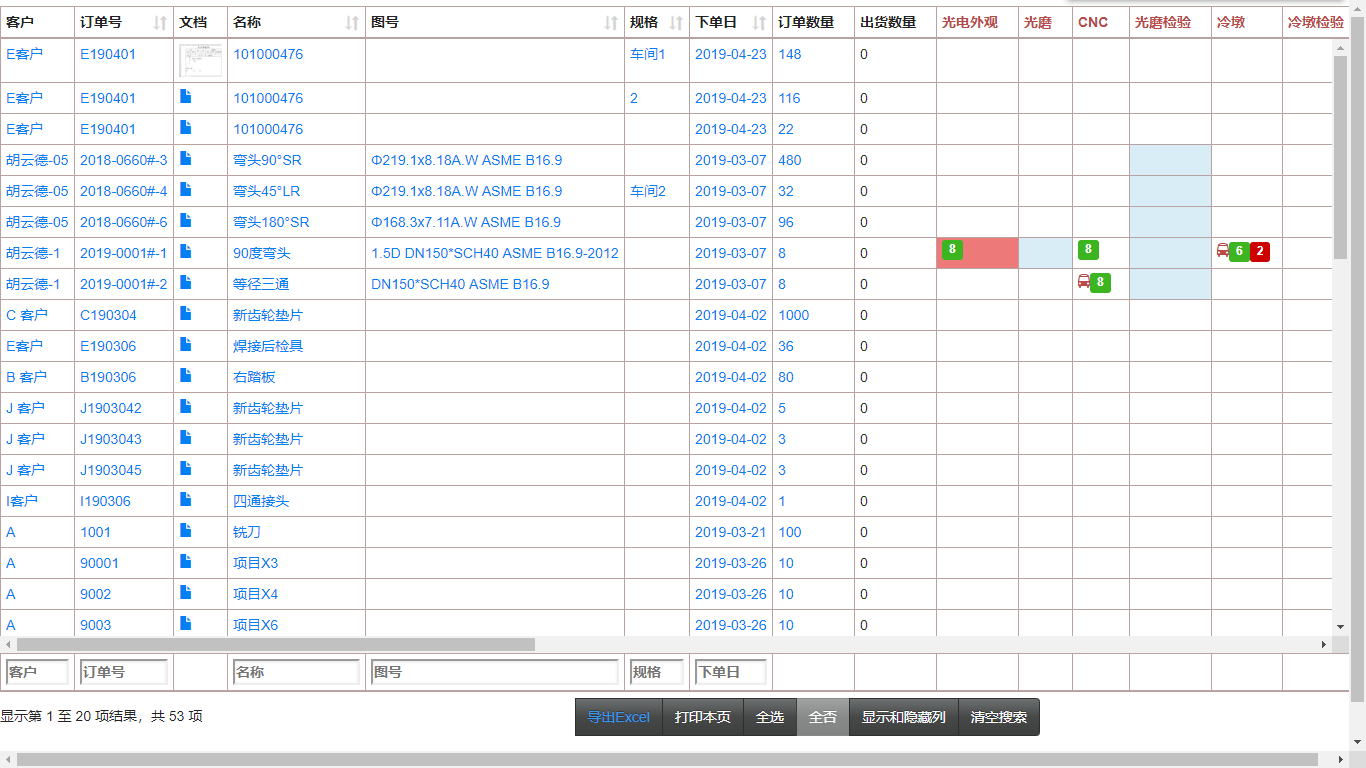 客户 订单号 文档 名称 图号 规格 下单日 订单数量 出货数量 光电外观 光磨 CNC 光磨检验 冷墩 冷墩检验
E客户 E190401 101000476 车间1 2019-04-23 148 0
E客户 E190401 101000476 2 2019-04-23 116 0
E客户 E190401 101000476 2019-04-23 22 0
胡云德-05 2018-0660#-3 弯头90°SR Φ219.1x8.18A.W ASME B16.9 2019-03-07 480 0
胡云德-05 2018-0660#-4 弯头45°LR Φ219.1x8.18A.W ASME B16.9 车间2 2019-03-07 32 0
胡云德-05 2018-0660#-6 弯头180°SR Φ168.3x7.11A.W ASME B16.9 2019-03-07 96 0
胡云德-1 2019-0001#-1 90度弯头 1.5D DN150*SCH40 ASME B16.9-2012 2019-03-07 8 0 8 8 6 2
胡云德-1 2019-0001#-2 等径三通 DN150*SCH40 ASME B16.9 2019-03-07 8 0 8
C 客户 C190304 新齿轮垫片 2019-04-02 1000 0
E客户 E190306 焊接后检具 2019-04-02 36 0
B 客户 B190306 右踏板 2019-04-02 80 0
J 客户 J1903042 新齿轮垫片 2019-04-02 5 0
J 客户 J1903043 新齿轮垫片 2019-04-02 3 0
J 客户 J1903045 新齿轮垫片 2019-04-02 3 0
I客户 I190306 四通接头 2019-04-02 1 0
A 1001 铣刀 2019-03-21 100 0
A 90001 项目X3 2019-03-26 10 0
A 9002 项目X4 2019-03-26 10 0
A 9003 项目X6 2019-03-26 10 0
客户 订单号 名称 图号 规格 下单日
显示第 1 至 20 项结果，共 53 项 导出Excel 打印本页 全选 全否 显示和隐藏列 清空搜索